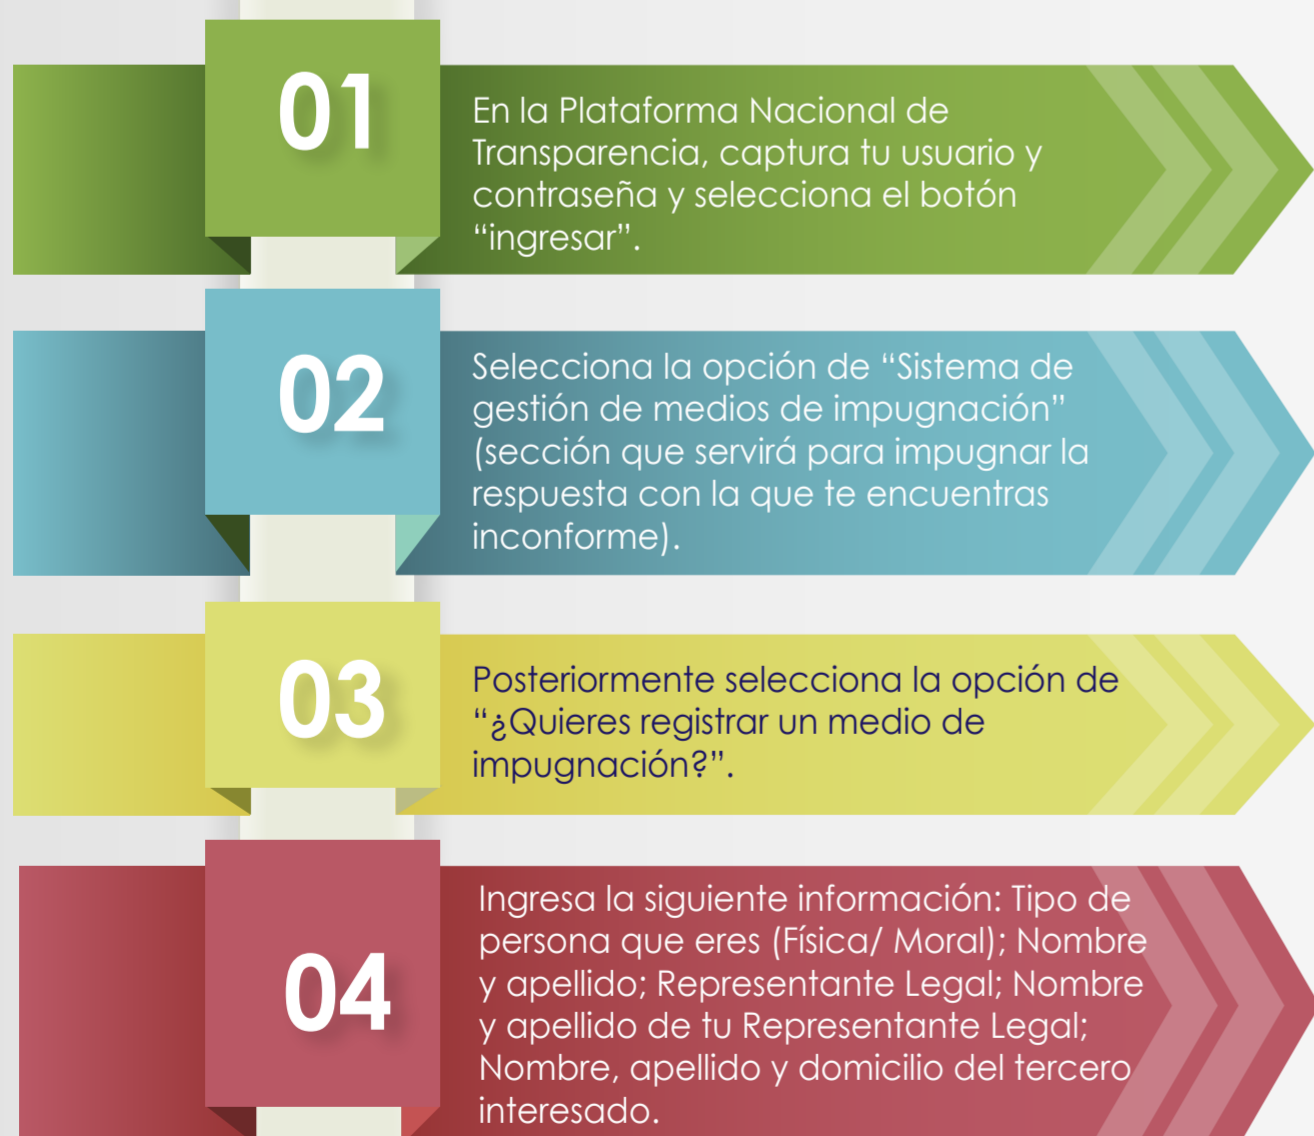 01
En la Plataforma Nacional de
Transparencia, captura tu usuario y
contraseña y selecciona el botón
“ingresar”.
02
Selecciona la opción de “Sistema de
gestión de medios de impugnación”
(sección que servirá para impugnar la
respuesta con la que te encuentras
inconforme).
03
Posteriormente selecciona la opción de
“¿Quieres registrar un medio de
impugnación?”.
04
Ingresa la siguiente información: Tipo de
persona que eres (Física/ Moral); Nombre
y apellido; Representante Legal; Nombre
y apellido de tu Representante Legal;
Nombre, apellido y domicilio del tercero
interesado.